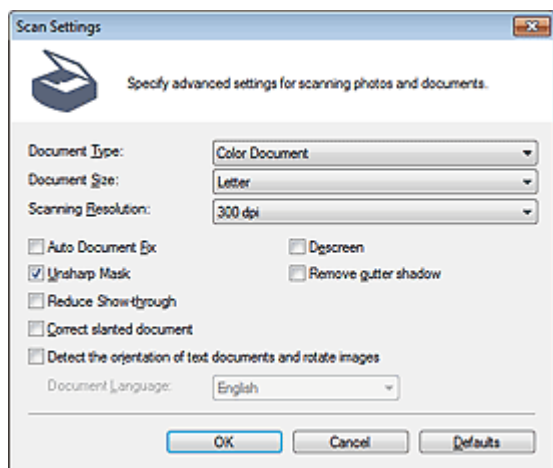 Scan Settings
Specify advanced settings for scanning photos and documents.
Document Type: Color Document
Document Size: Letter
Scanning Resolution: 300 dpi
Auto Document Fix Descreen
Unsharp Mask Remove gutter shadow
Reduce Show-through
Correct slanted document
Detect the orientation of text documents and rotate images
Document Language: English
OK Cancel Defaults